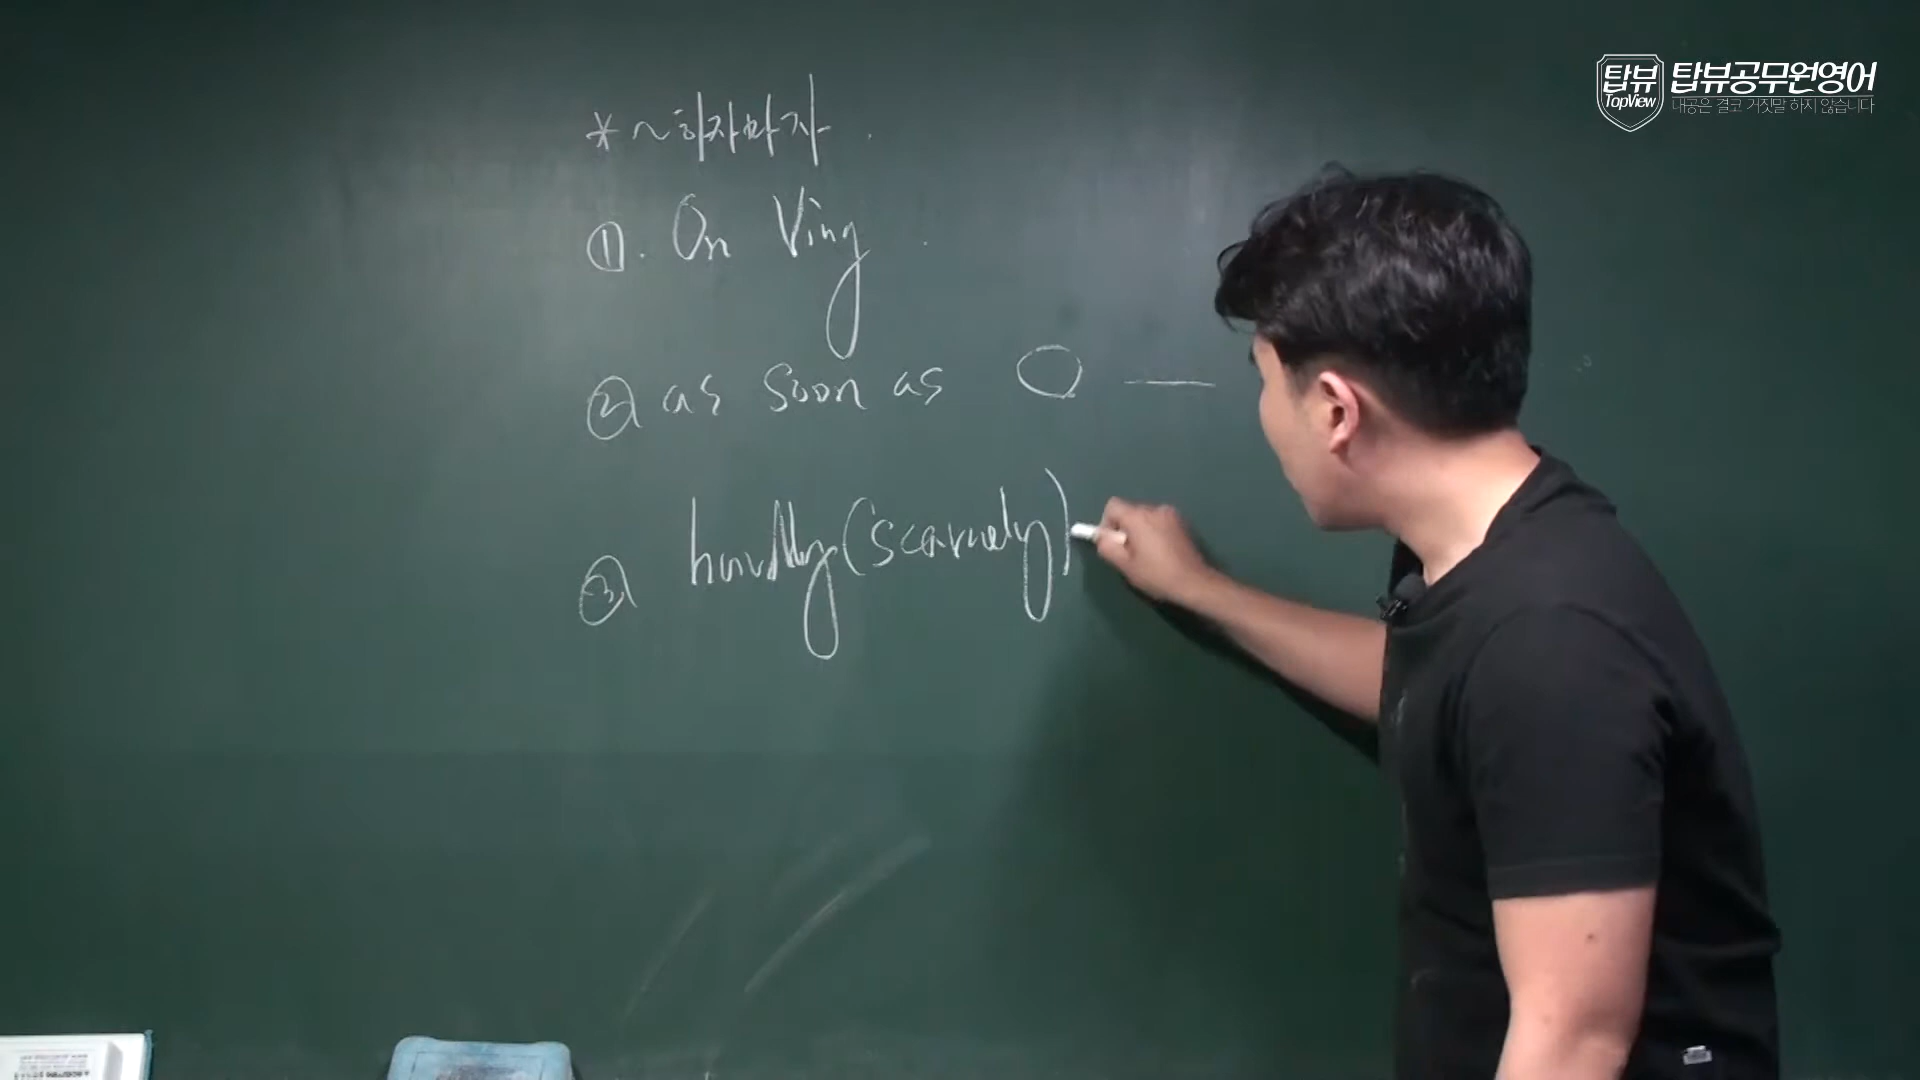 탑뷰
TopView
탑뷰공무원영어
내공은 결코 거짓말 하지 않습니다
* ~하자마자.
①. On Ving.
② as soon as ○ —
③ hardly (scarcely)